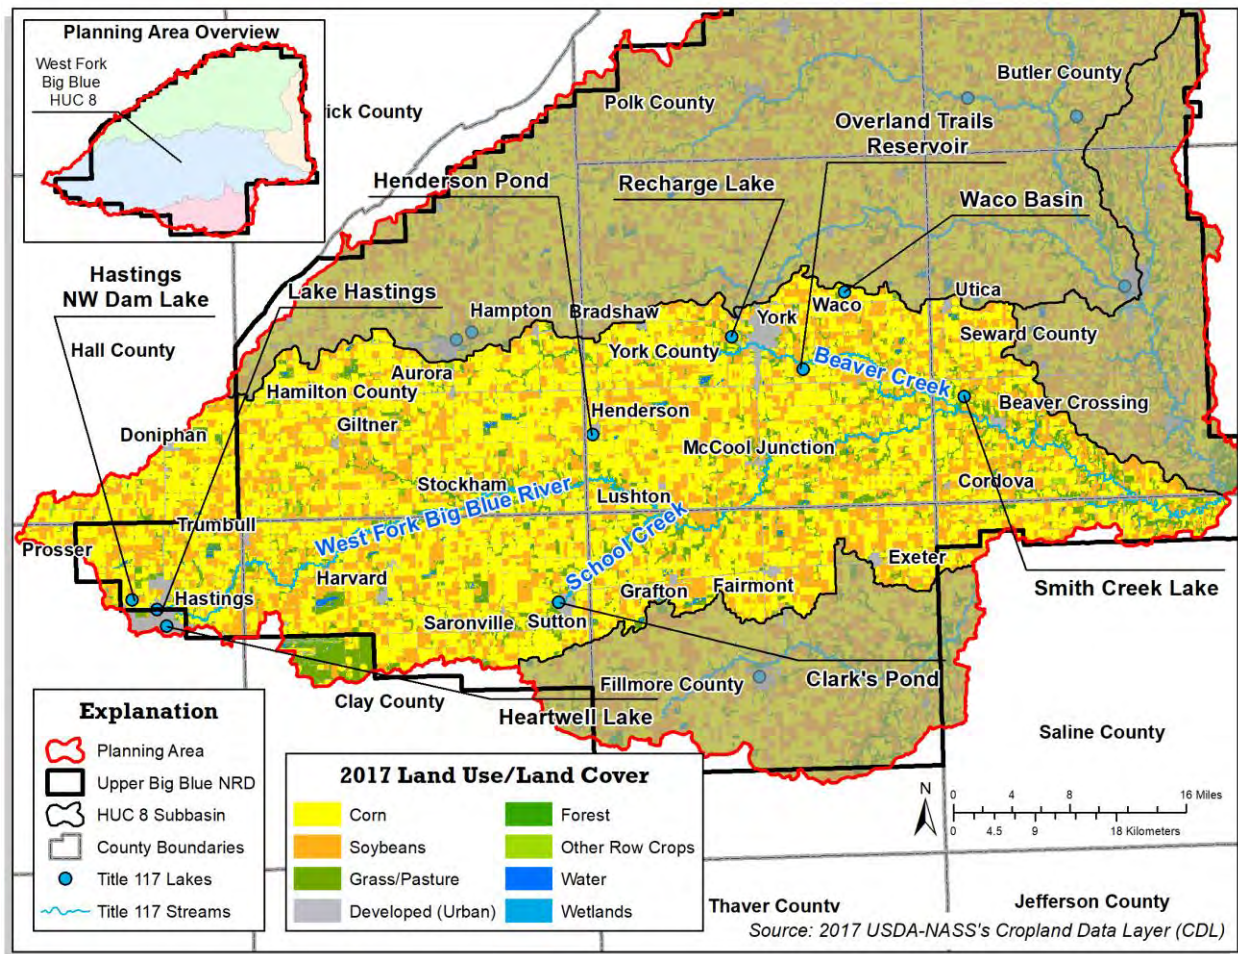 Planning Area Overview
West Fork
Big Blue
HUC 8
rick County
Polk County
Butler County
Overland Trails
Reservoir
Henderson Pond
Recharge Lake
Waco Basin
Hastings
NW Dam Lake
Lake Hastings
Hampton
Bradshaw
York
Waco
Utica
Hall County
York County
Seward County
Aurora
Beaver Creek
Hamilton County
Beaver Crossing
Giltner
Henderson
Doniphan
McCool Junction
Stockham
Cordova
West Fork Big Blue River
Lushton
Trumbull
School Creek
Prosser
Exeter
Harvard
Grafton
Fairmont
Hastings
Smith Creek Lake
Saronville
Sutton
Fillmore County
Clark's Pond
Clay County
Heartwell Lake
Saline County
Explanation
Planning Area
Upper Big Blue NRD
HUC 8 Subbasin
County Boundaries
Title 117 Lakes
Title 117 Streams
2017 Land Use/Land Cover
Corn
Soybeans
Grass/Pasture
Developed (Urban)
Forest
Other Row Crops
Water
Wetlands
N
0 4 8 16 Miles
0 4.5 9 18 Kilometers
Thayer County
Jefferson County
Source: 2017 USDA-NASS's Cropland Data Layer (CDL)